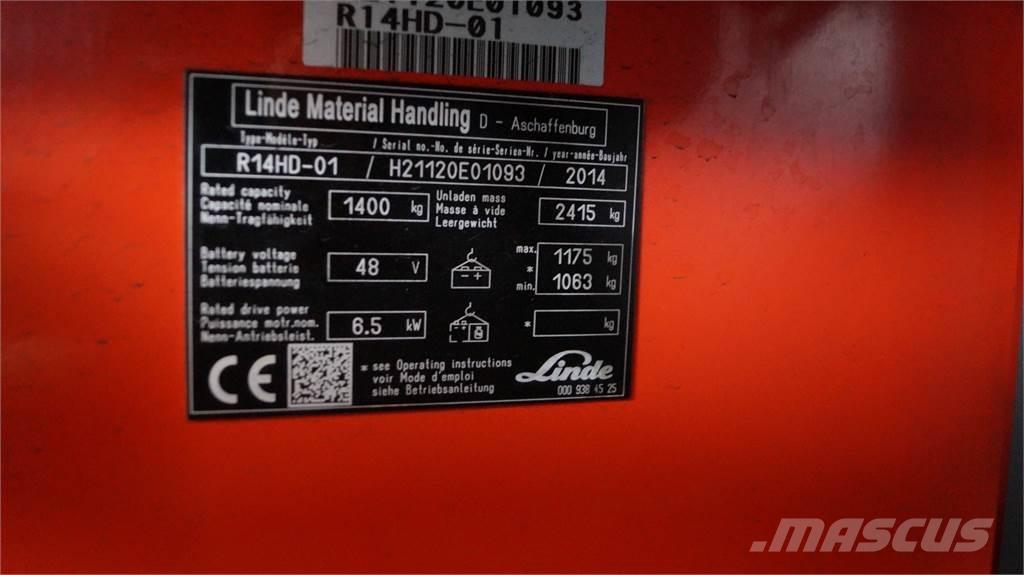 H21120E01093
R14HD-01
Linde Material Handling D - Aschaffenburg
Type-Modèle-Typ / Serial no.-No. de série-Serien-Nr. / year-année-Baujahr
R14HD-01 / H21120E01093 / 2014
Rated capacity
Capacité nominale
Nenn-Tragfähigkeit
1400 kg
Unladen mass
Masse à vide
Leergewicht
2415 kg
Battery voltage
Tension batterie
Batteriespannung
48 V
- +
max. 1175 kg
*
min. 1063 kg
Rated drive power
Puissance motr.nom.
Nenn-Antriebsleist.
6.5 kW
* kg
CE
* see Operating instructions
voir Mode d'emploi
siehe Betriebsanleitung
Linde
000 938 45 25
.MASCUS